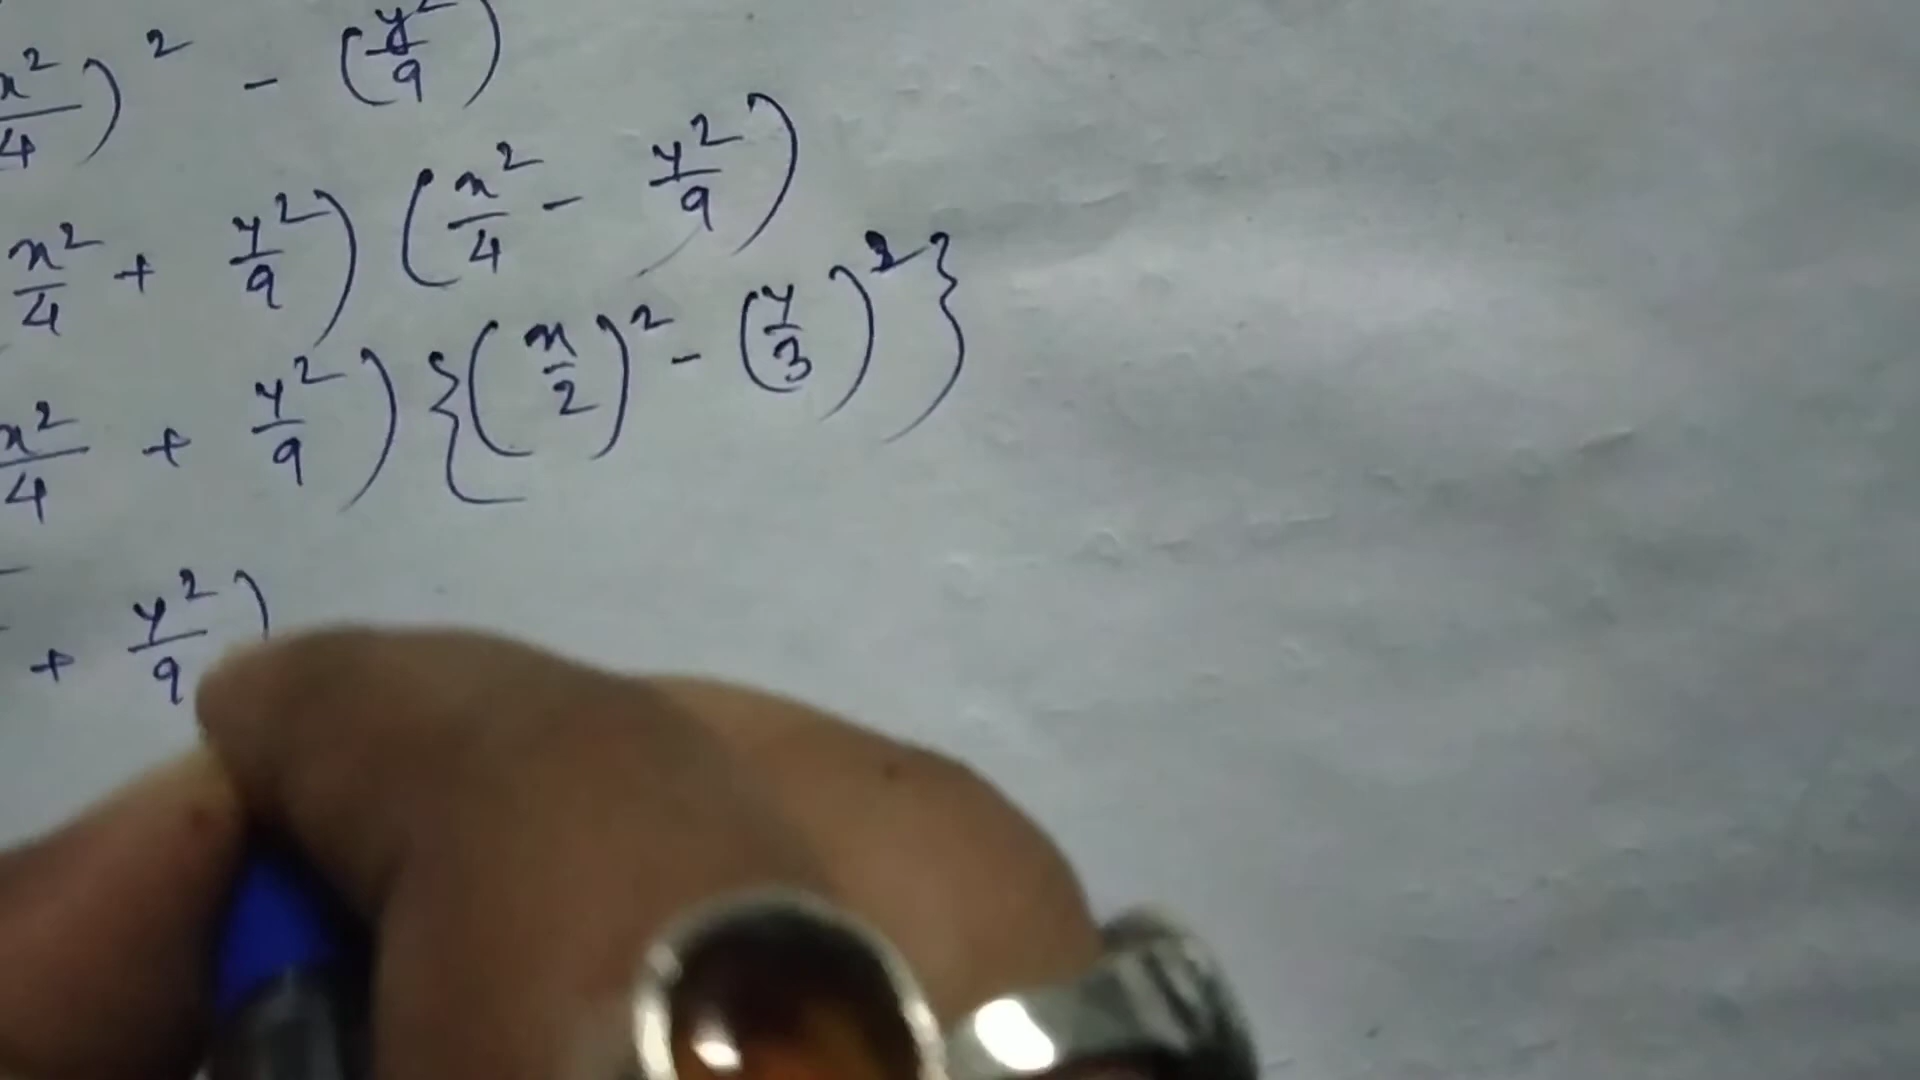 x²/4)² - (y²/9)
x²/4 + y²/9) (x²/4 - y²/9)
x²/4 + y²/9) {(x/2)² - (y/3)²}
+ y²/9)